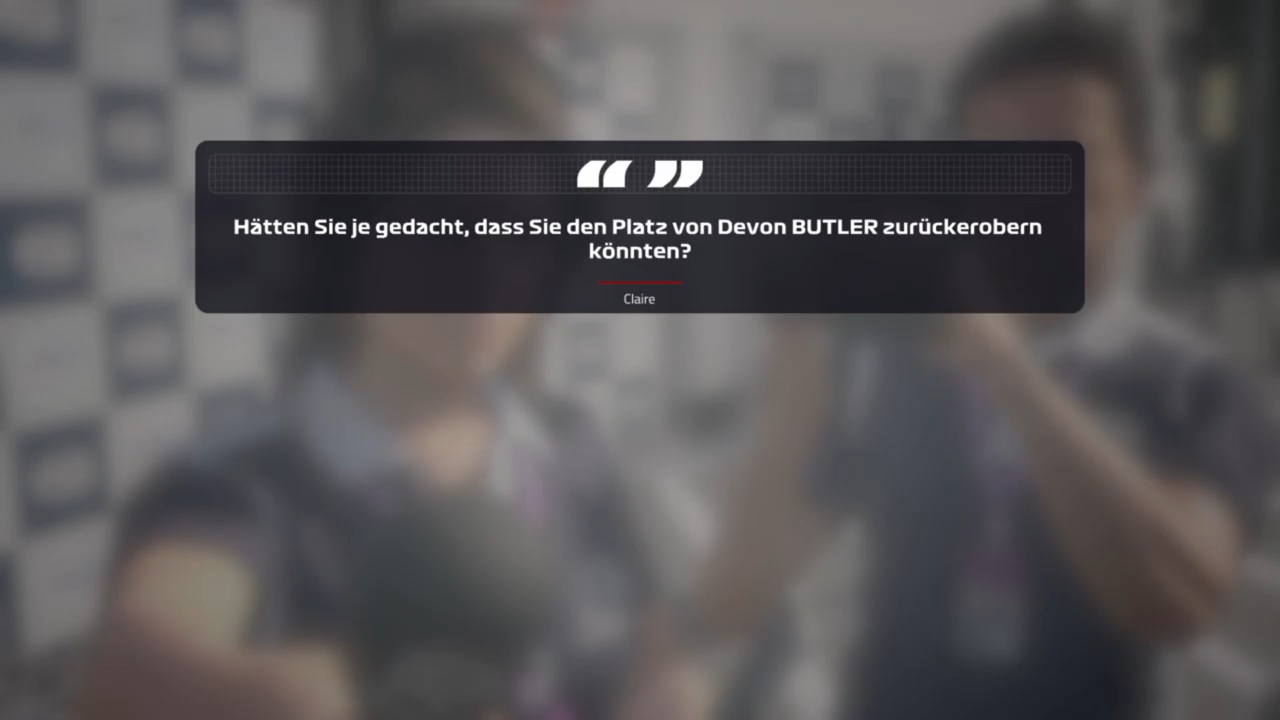 “ ”
Hätten Sie je gedacht, dass Sie den Platz von Devon BUTLER zurückerobern
könnten?
Claire